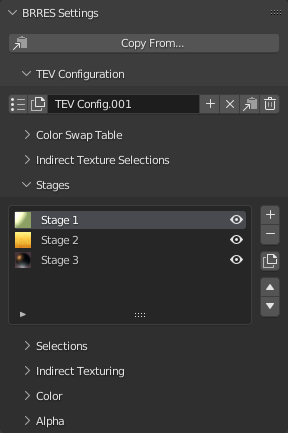 BRRES Settings
Copy From...
TEV Configuration
TEV Config.001
Color Swap Table
Indirect Texture Selections
Stages
Stage 1
Stage 2
Stage 3
Selections
Indirect Texturing
Color
Alpha